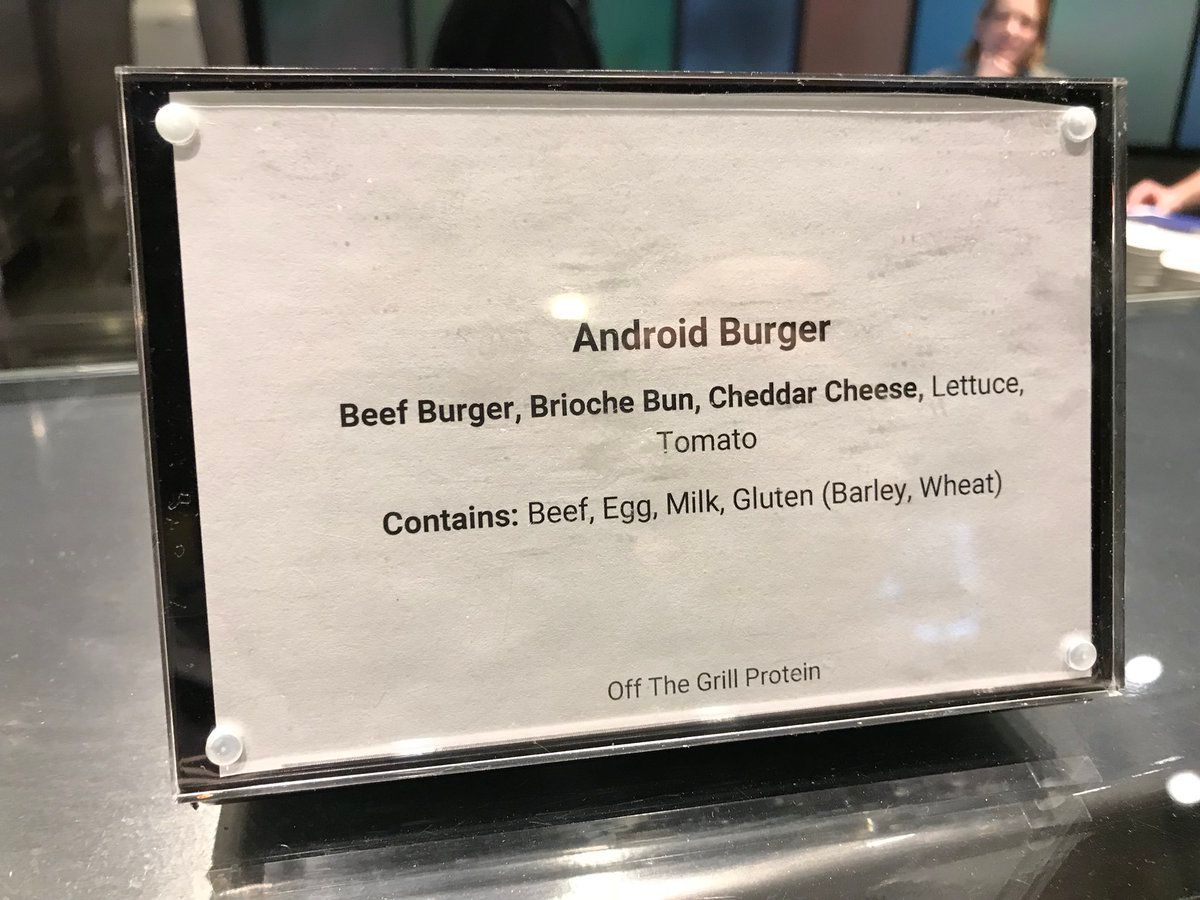 Android Burger
Beef Burger, Brioche Bun, Cheddar Cheese, Lettuce,
Tomato
Contains: Beef, Egg, Milk, Gluten (Barley, Wheat)
Off The Grill Protein